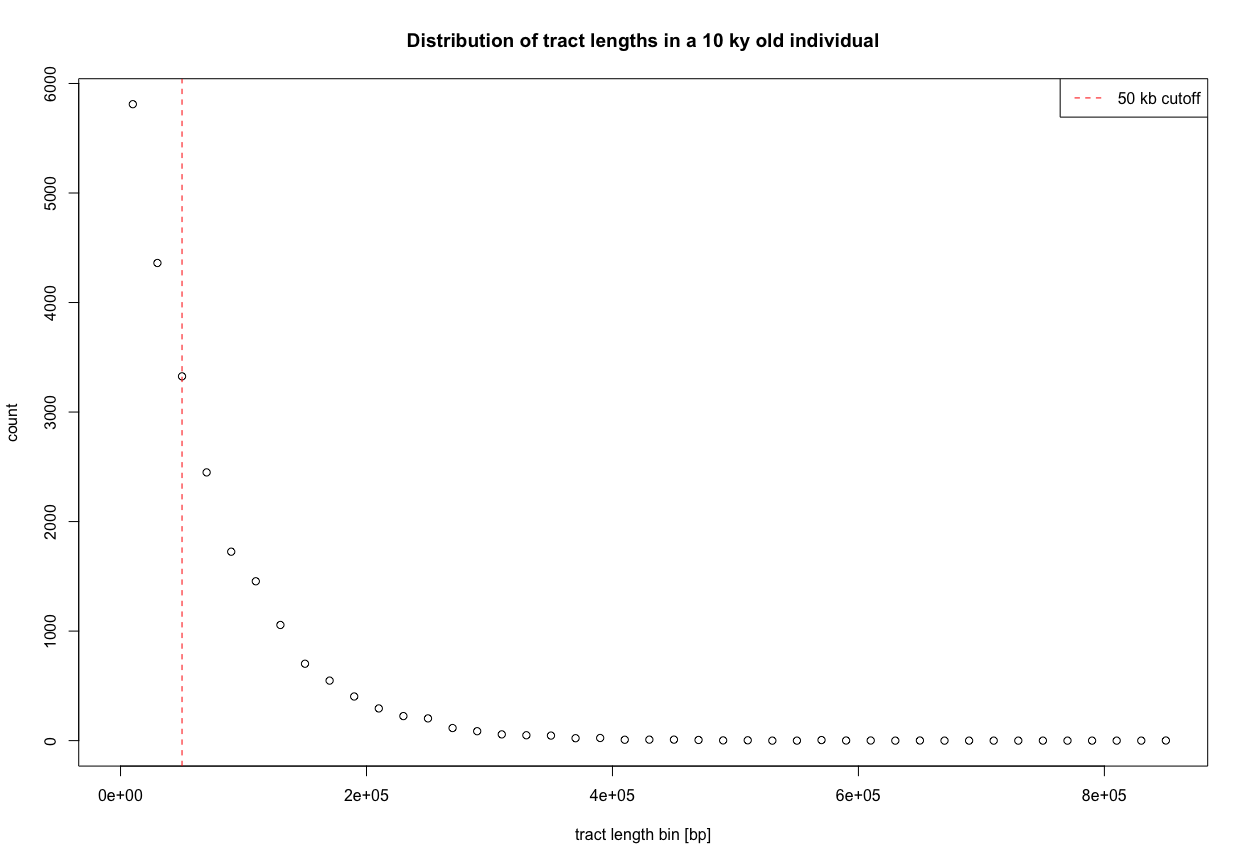 Distribution of tract lengths in a 10 ky old individual
50 kb cutoff
6000
5000
4000
3000
2000
1000
0
count
0e+00 2e+05 4e+05 6e+05 8e+05
tract length bin [bp]